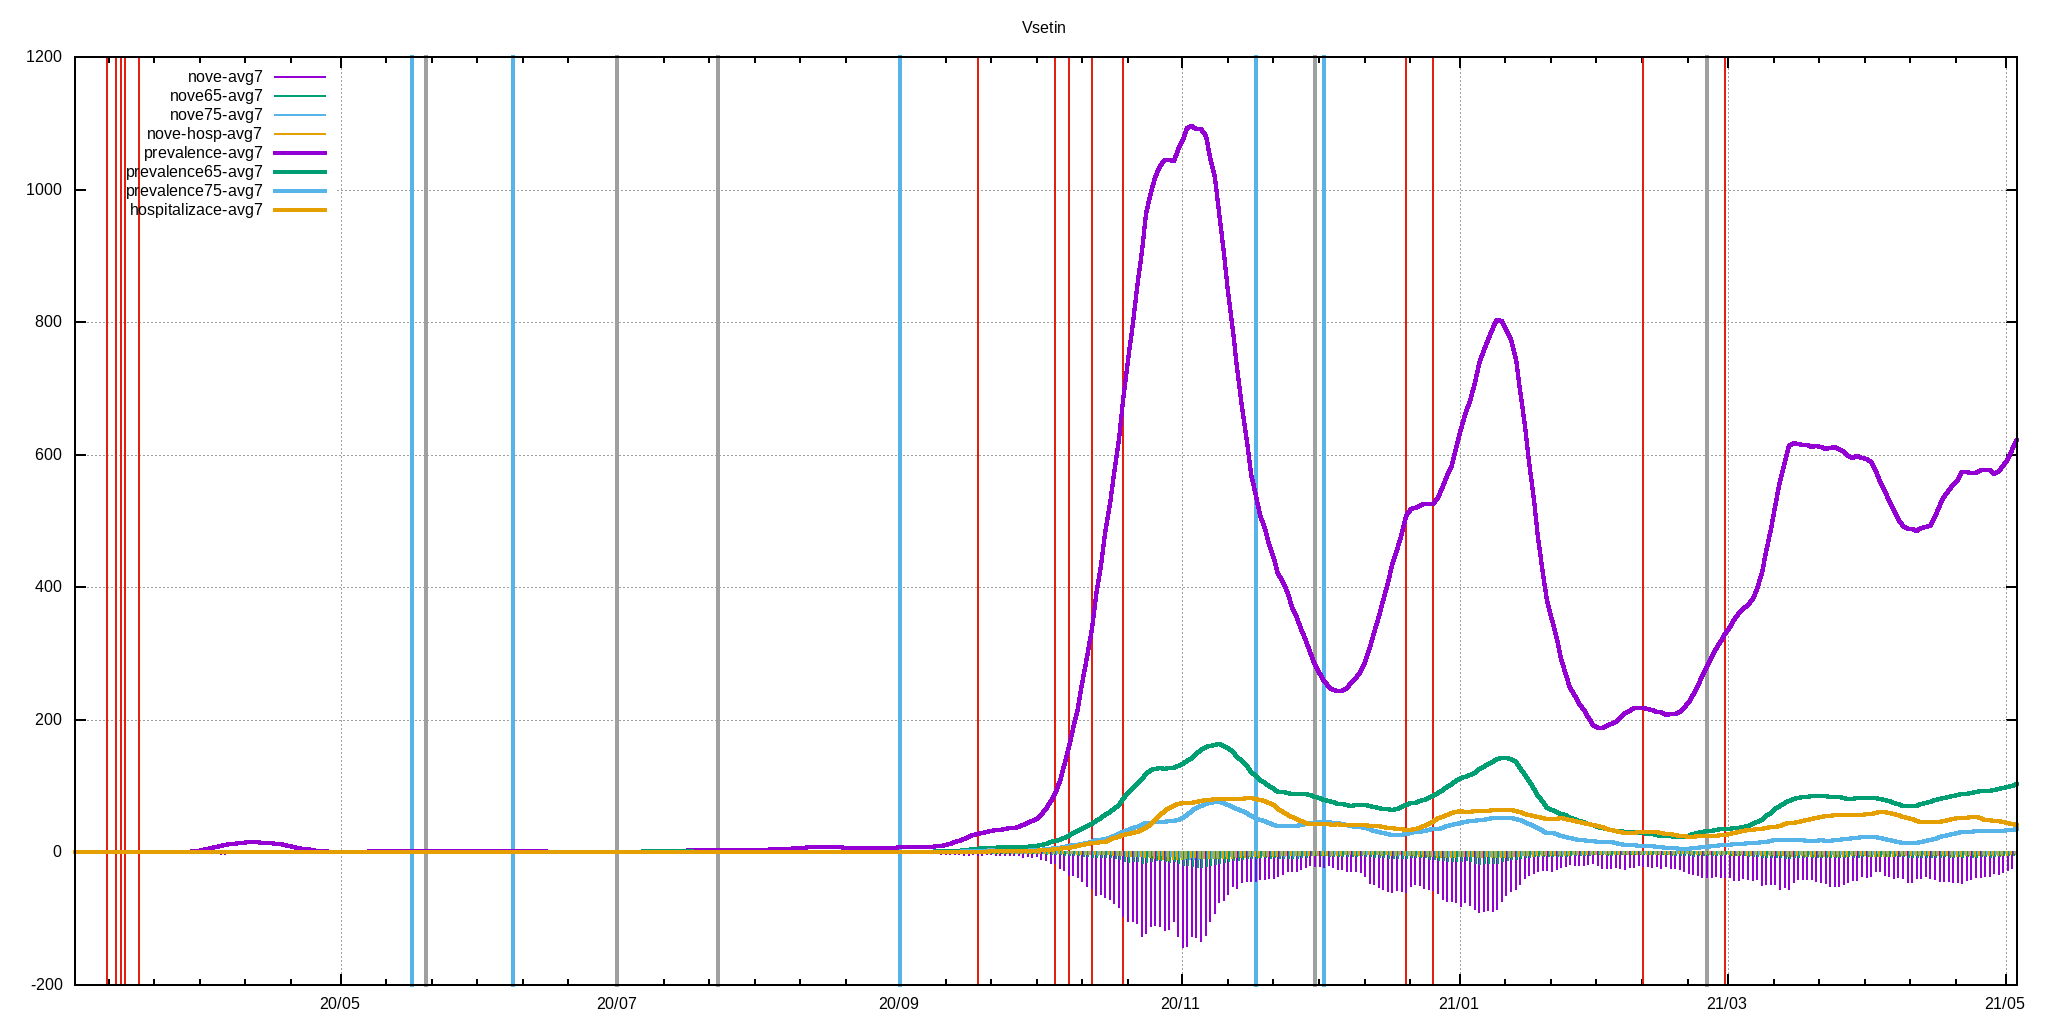 Vsetin
1200
1000
800
600
400
200
0
-200
nove-avg7
nove65-avg7
nove75-avg7
nove-hosp-avg7
prevalence-avg7
prevalence65-avg7
prevalence75-avg7
hospitalizace-avg7
20/05 20/07 20/09 20/11 21/01 21/03 21/05